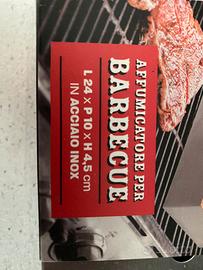 AFFUMICATORE PER
BARBECUE
L 24 x P 10 x H 4,5 cm
IN ACCIAIO INOX